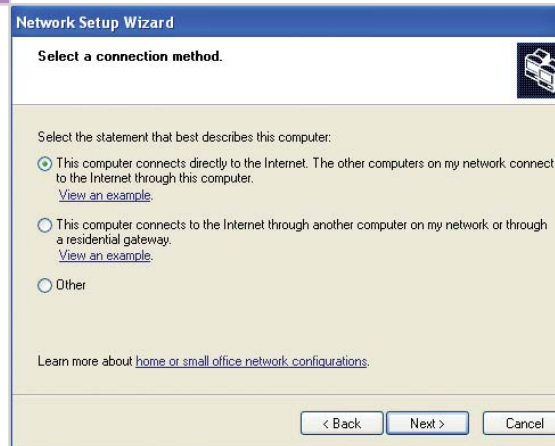 Network Setup Wizard
Select a connection method.
Select the statement that best describes this computer:
This computer connects directly to the Internet. The other computers on my network connect
to the Internet through this computer.
View an example.
This computer connects to the Internet through another computer on my network or through
a residential gateway.
View an example.
Other
Learn more about home or small office network configurations.
< Back Next > Cancel